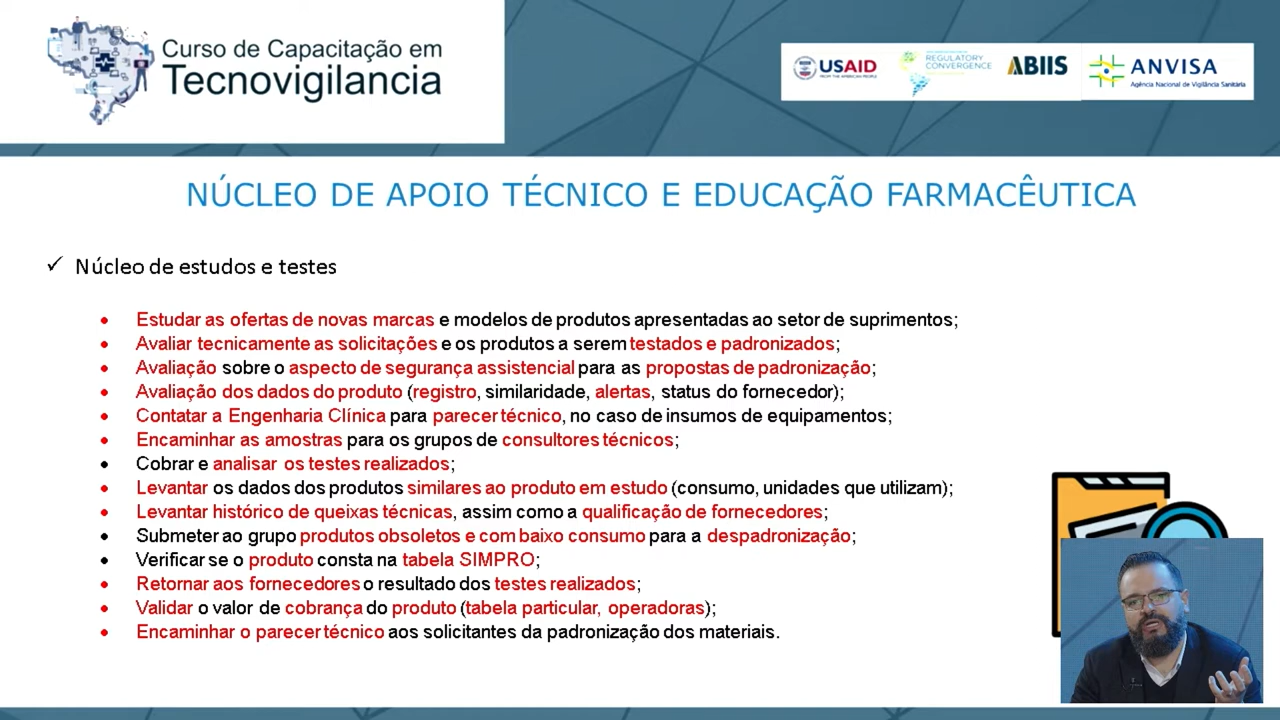 Curso de Capacitação em
Tecnovigilancia
USAID
FROM THE AMERICAN PEOPLE
REGULATORY
CONVERGENCE
ABIIS
ANVISA
Agência Nacional de Vigilância Sanitária
NÚCLEO DE APOIO TÉCNICO E EDUCAÇÃO FARMACÊUTICA
✓ Núcleo de estudos e testes
• Estudar as ofertas de novas marcas e modelos de produtos apresentadas ao setor de suprimentos;
• Avaliar tecnicamente as solicitações e os produtos a serem testados e padronizados;
• Avaliação sobre o aspecto de segurança assistencial para as propostas de padronização;
• Avaliação dos dados do produto (registro, similaridade, alertas, status do fornecedor);
• Contatar a Engenharia Clínica para parecer técnico, no caso de insumos de equipamentos;
• Encaminhar as amostras para os grupos de consultores técnicos;
• Cobrar e analisar os testes realizados;
• Levantar os dados dos produtos similares ao produto em estudo (consumo, unidades que utilizam);
• Levantar histórico de queixas técnicas, assim como a qualificação de fornecedores;
• Submeter ao grupo produtos obsoletos e com baixo consumo para a despadronização;
• Verificar se o produto consta na tabela SIMPRO;
• Retornar aos fornecedores o resultado dos testes realizados;
• Validar o valor de cobrança do produto (tabela particular, operadoras);
• Encaminhar o parecer técnico aos solicitantes da padronização dos materiais.